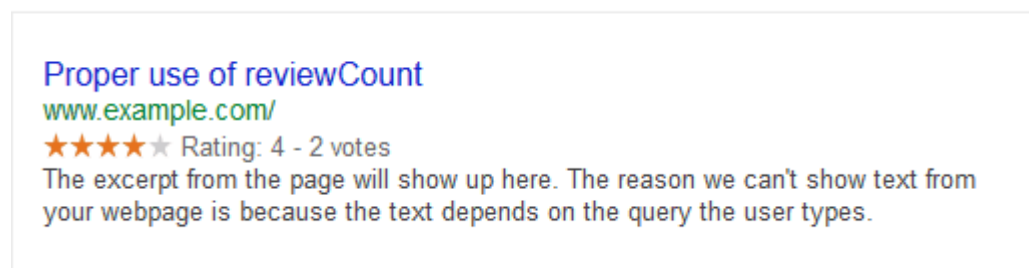 Proper use of reviewCount
www.example.com/
Rating: 4 - 2 votes
The excerpt from the page will show up here. The reason we can't show text from
your webpage is because the text depends on the query the user types.